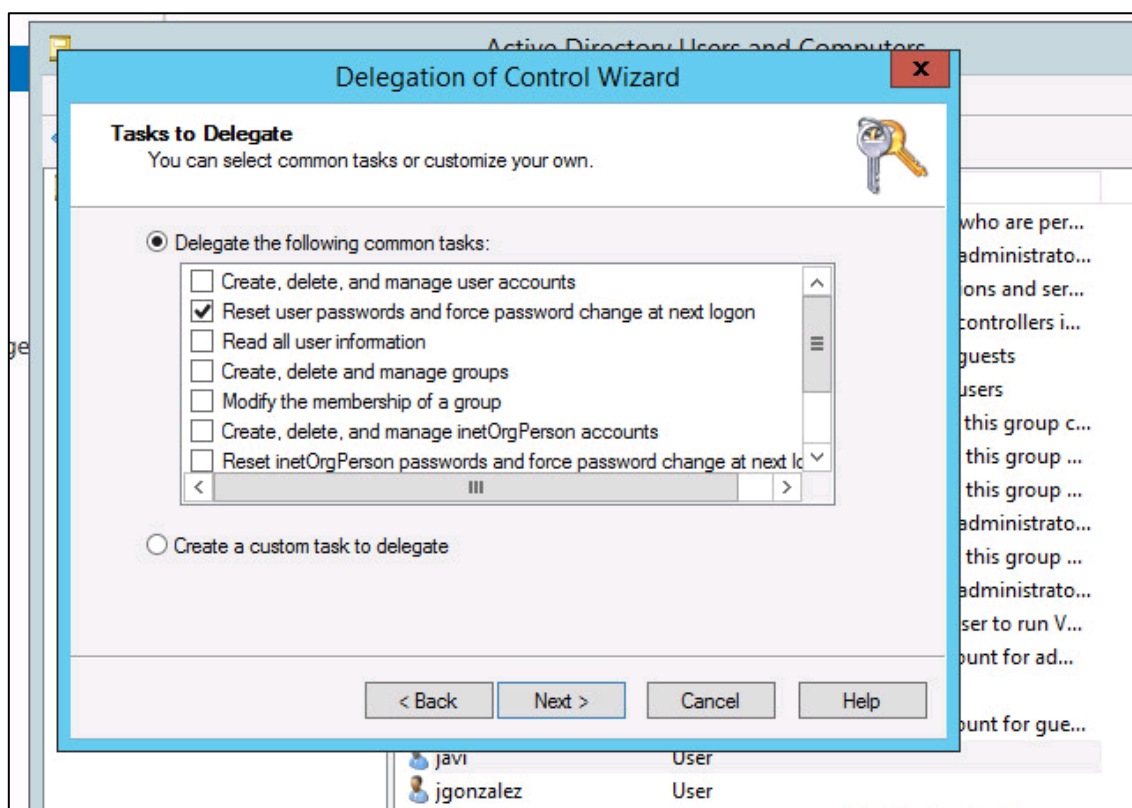 Active Directory Users and Computers
Delegation of Control Wizard
x
Tasks to Delegate
You can select common tasks or customize your own.
Delegate the following common tasks:
Create, delete, and manage user accounts
Reset user passwords and force password change at next logon
Read all user information
Create, delete and manage groups
Modify the membership of a group
Create, delete, and manage inetOrgPerson accounts
Reset inetOrgPerson passwords and force password change at next lo
Create a custom task to delegate
< Back
Next >
Cancel
Help
ge
who are per...
administrato...
ions and ser...
controllers i...
guests
users
this group c...
this group ...
this group ...
administrato...
this group ...
administrato...
ser to run V...
ount for ad...
ount for gue...
javi User
jgonzalez User